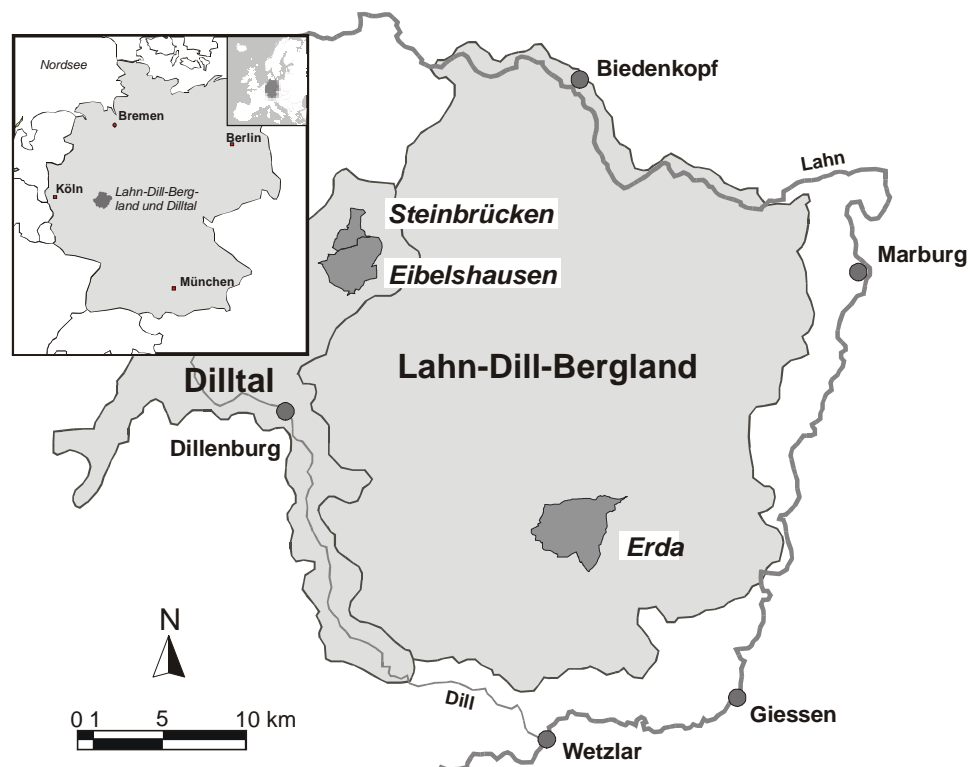 Nordsee
Bremen
Berlin
Köln
Lahn-Dill-Berg-
land und Dilltal
München
Biedenkopf
Lahn
Steinbrücken
Marburg
Eibelshausen
Lahn-Dill-Bergland
Dilltal
Dillenburg
Erda
N
Dill
0 1 5 10 km
Giessen
Wetzlar